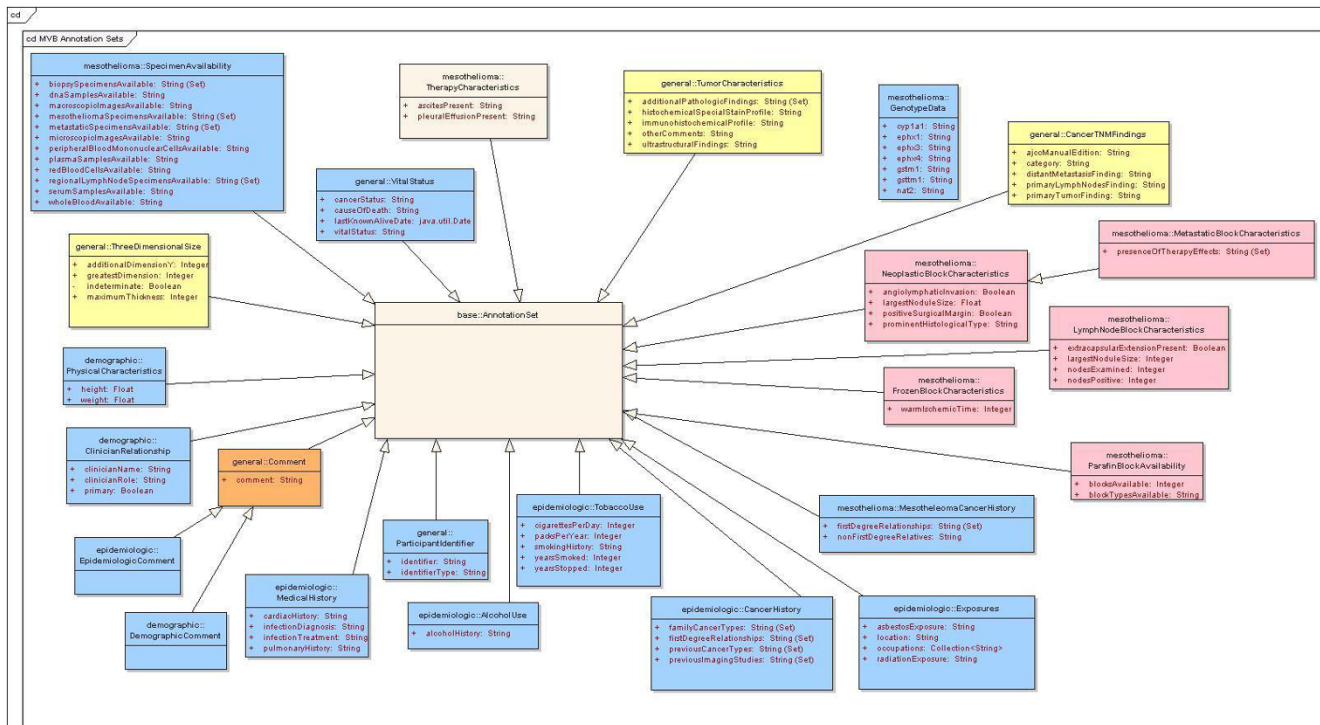 cd
cd MVB Annotation Sets
mesothelioma::SpecimenAvailability
+ biopsySpecimensAvailable: String (Set)
+ dnaSamplesAvailable: String
+ macroscopicImagesAvailable: String
+ mesotheliomaSpecimensAvailable: String (Set)
+ metastaticSpecimensAvailable: String (Set)
+ microscopicImagesAvailable: String
+ peripheralBloodMononuclearCellsAvailable: String
+ plasmaSamplesAvailable: String
+ redBloodCellsAvailable: String
+ regionalLymphNodeSpecimensAvailable: String (Set)
+ serumSamplesAvailable: String
+ wholeBloodAvailable: String
mesothelioma::
TherapyCharacteristics
+ ascitesPresent: String
+ pleuralEffusionPresent: String
general::TumorCharacteristics
+ additionalPathologicFindings: String (Set)
+ histochemicalSpecialStainProfile: String
+ immunohistochemicalProfile: String
+ otherComments: String
+ ultrastructuralFindings: String
mesothelioma::
GenotypeData
+ cyp1a1: String
+ ephx1: String
+ ephx3: String
+ ephx4: String
+ gstm1: String
+ gsttm1: String
+ nat2: String
general::CancerTNMFindings
+ ajccManualEdition: String
+ category: String
+ distantMetastasisFinding: String
+ primaryLymphNodesFinding: String
+ primaryTumorFinding: String
general::VitalStatus
+ cancerStatus: String
+ causeOfDeath: String
+ lastKnownAliveDate: java.util.Date
+ vitalStatus: String
mesothelioma::MetastaticBlockCharacteristics
+ presenceOfTherapyEffects: String (Set)
general::ThreeDimensionalSize
+ additionalDimensionY: Integer
+ greatestDimension: Integer
- indeterminate: Boolean
+ maximumThickness: Integer
mesothelioma::
NeoplasticBlockCharacteristics
+ angiolymphaticInvasion: Boolean
+ largestNoduleSize: Float
+ positiveSurgicalMargin: Boolean
+ prominentHistologicalType: String
base::AnnotationSet
mesothelioma::
LymphNodeBlockCharacteristics
+ extracapsularExtensionPresent: Boolean
+ largestNoduleSize: Integer
+ nodesExamined: Integer
+ nodesPositive: Integer
demographic::
PhysicalCharacteristics
+ height: Float
+ weight: Float
mesothelioma::
FrozenBlockCharacteristics
+ warmIschemicTime: Integer
demographic::
ClinicianRelationship
+ clinicianName: String
+ clinicianRole: String
+ primary: Boolean
general::Comment
+ comment: String
mesothelioma::
ParafinBlockAvailability
+ blocksAvailable: Integer
+ blockTypesAvailable: String
epidemiologic::TobaccoUse
+ cigarettesPerDay: Integer
+ packsPerYear: Integer
+ smokingHistory: String
+ yearsSmoked: Integer
+ yearsStopped: Integer
mesothelioma::MesotheleomaCancerHistory
+ firstDegreeRelationships: String (Set)
+ nonFirstDegreeRelatives: String
general::
ParticipantIdentifier
+ identifier: String
+ identifierType: String
epidemiologic::
EpidemiologicComment
epidemiologic::
MedicalHistory
+ cardiacHistory: String
+ infectionDiagnosis: String
+ infectionTreatment: String
+ pulmonaryHistory: String
epidemiologic::AlcoholUse
+ alcoholHistory: String
epidemiologic::CancerHistory
+ familyCancerTypes: String (Set)
+ firstDegreeRelationships: String (Set)
+ previousCancerTypes: String (Set)
+ previousImagingStudies: String (Set)
epidemiologic::Exposures
+ asbestosExposure: String
+ location: String
+ occupations: Collection<String>
+ radiationExposure: String
demographic::
DemographicComment